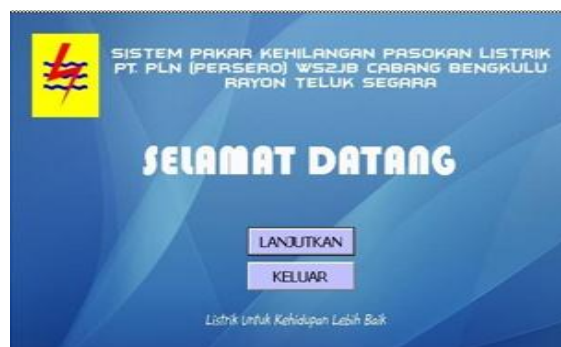 SISTEM PAKAR KEHILANGAN PASOKAN LISTRIK
PT. PLN (PERSERO) WS2JB CABANG BENGKULU
RAYON TELUK SEGARA
SELAMAT DATANG
LANJUTKAN
KELUAR
Listrik Untuk Kehidupan Lebih Baik